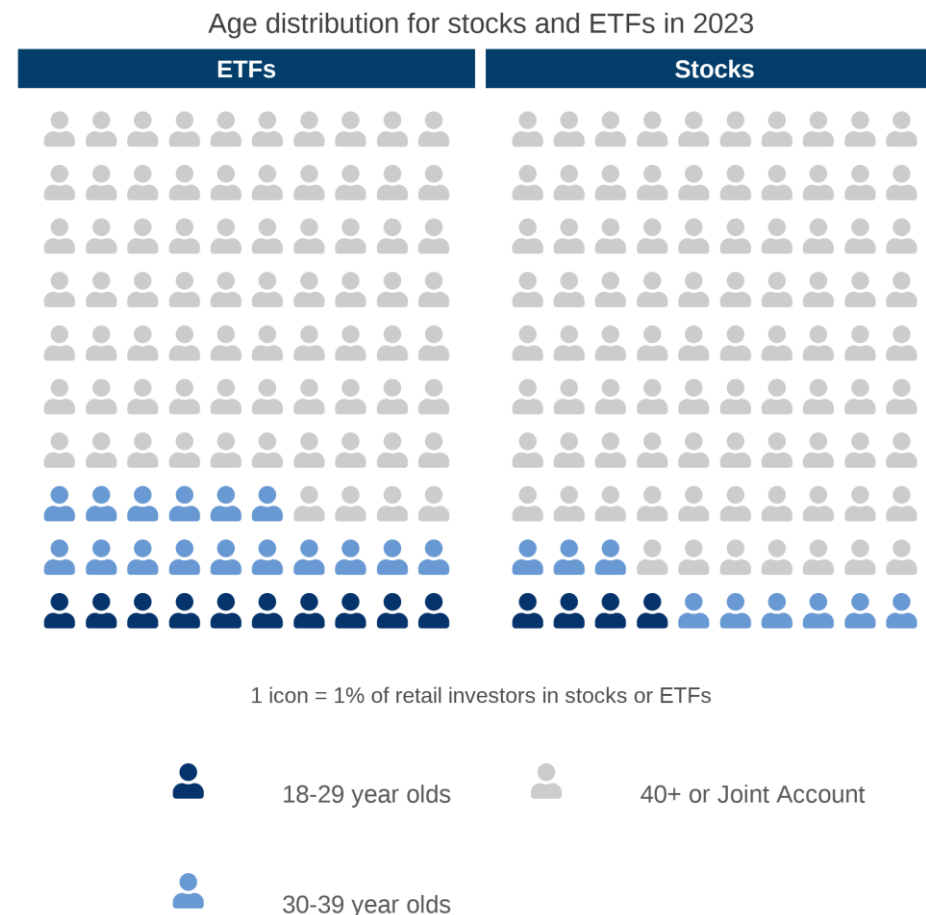 Age distribution for stocks and ETFs in 2023
ETFs
Stocks
1 icon = 1% of retail investors in stocks or ETFs
18-29 year olds
40+ or Joint Account
30-39 year olds